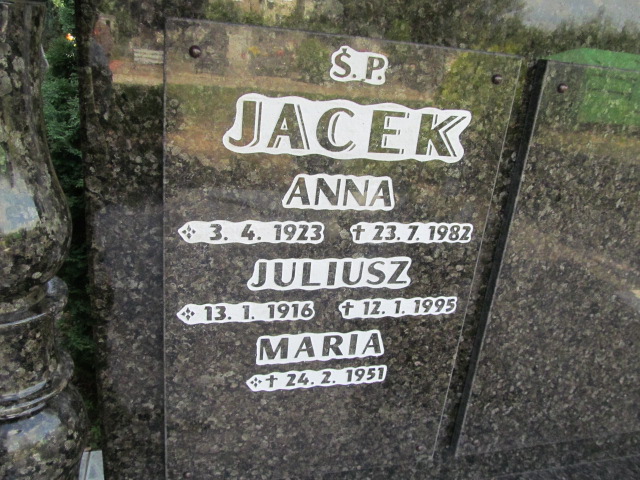 Ś. P.
JACEK
ANNA
3. 4. 1923 ✝ 23. 7. 1982
JULIUSZ
13. 1. 1916 ✝ 12. 1. 1995
MARIA
✝ 24. 2. 1951